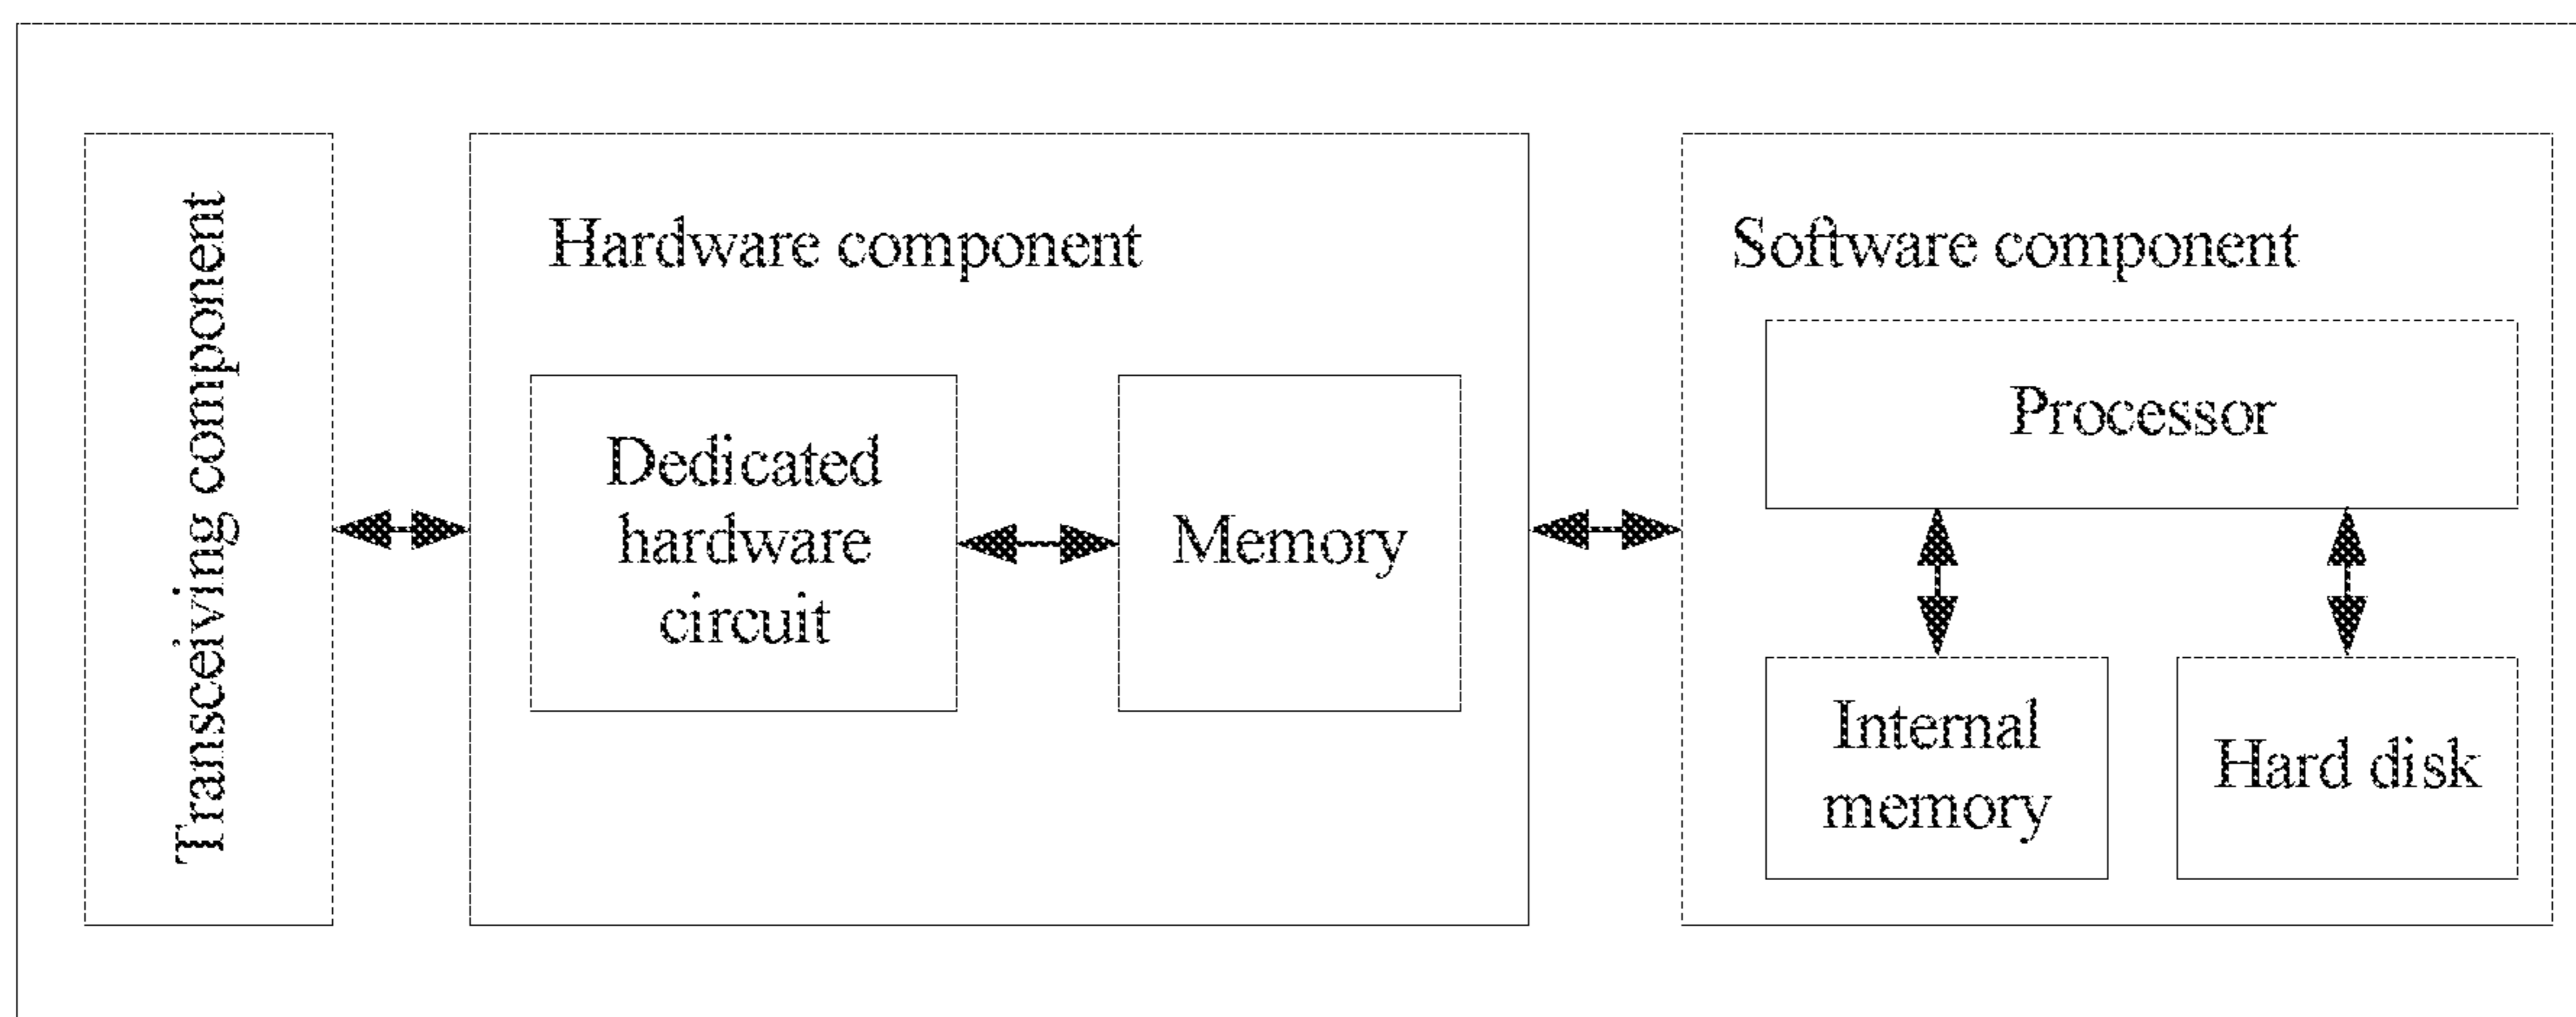 Transceiving component
Hardware component
Dedicated
hardware
circuit
Memory
Software component
Processor
Internal
memory
Hard disk